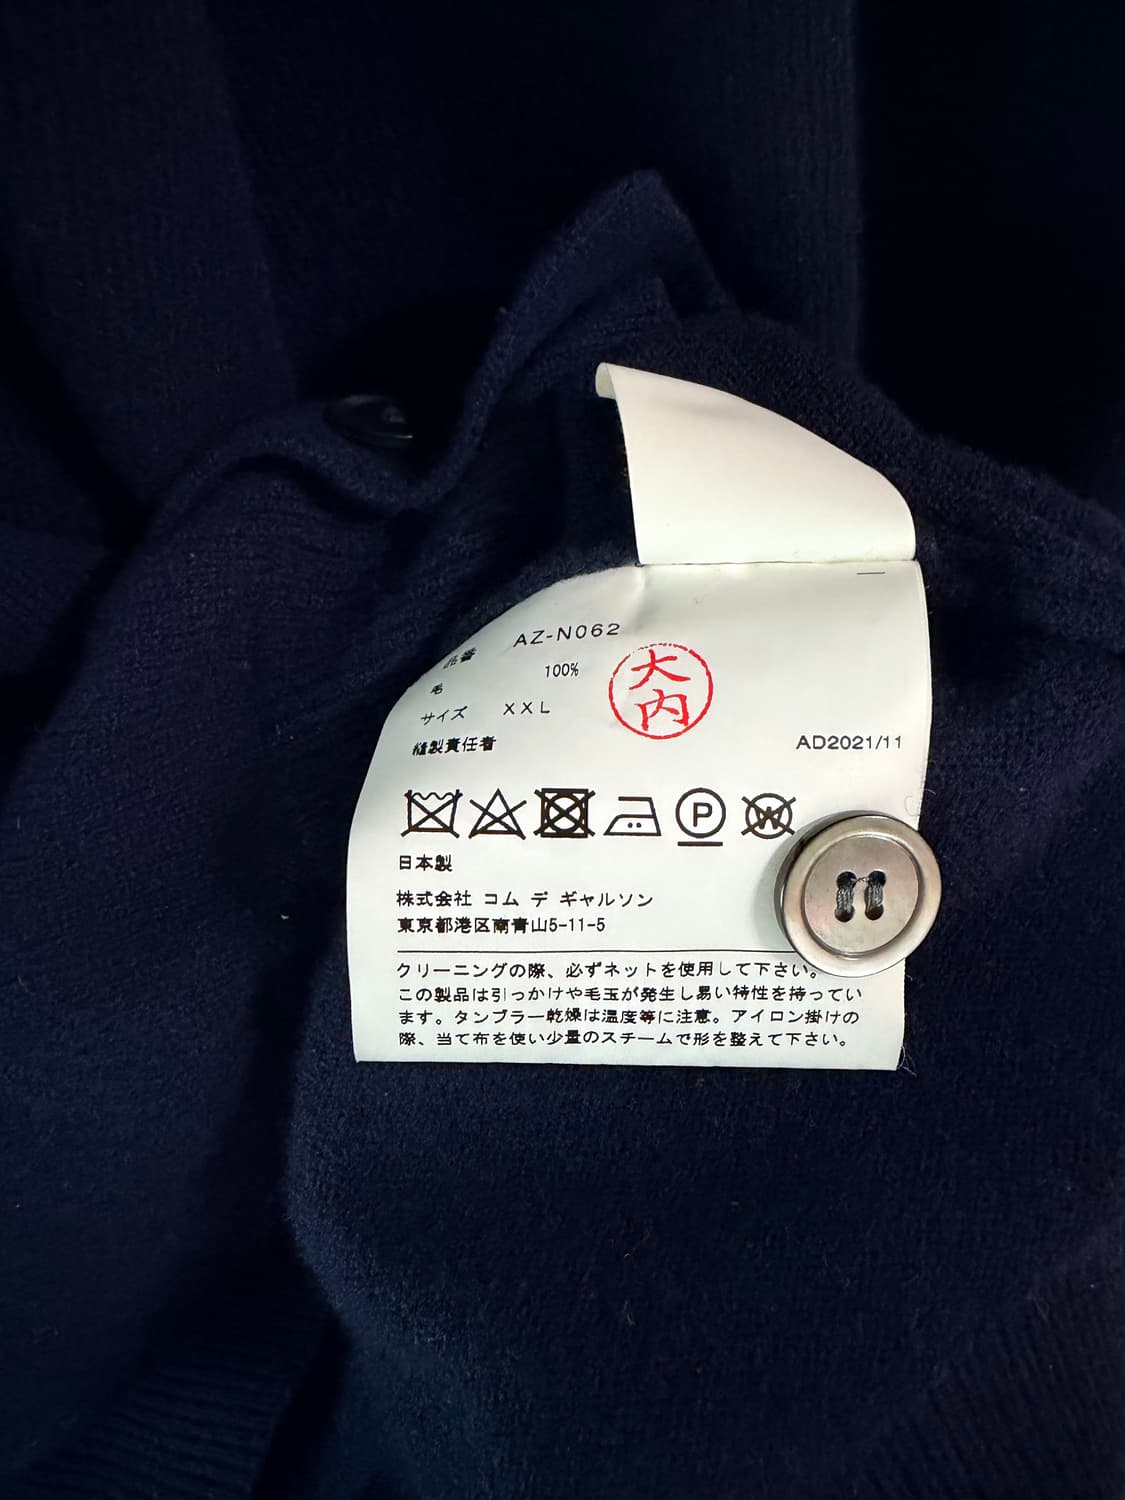 品番 AZ-N062
毛 100%
サイズ XXL
大内
縫製責任者
AD2021/11
P
W
日本製
株式会社 コム デ ギャルソン
東京都港区南青山5-11-5
クリーニングの際、必ずネットを使用して下さい。
この製品は引っかけや毛玉が発生し易い特性を持ってい
ます。タンブラー乾燥は温度等に注意。アイロン掛けの
際、当て布を使い少量のスチームで形を整えて下さい。